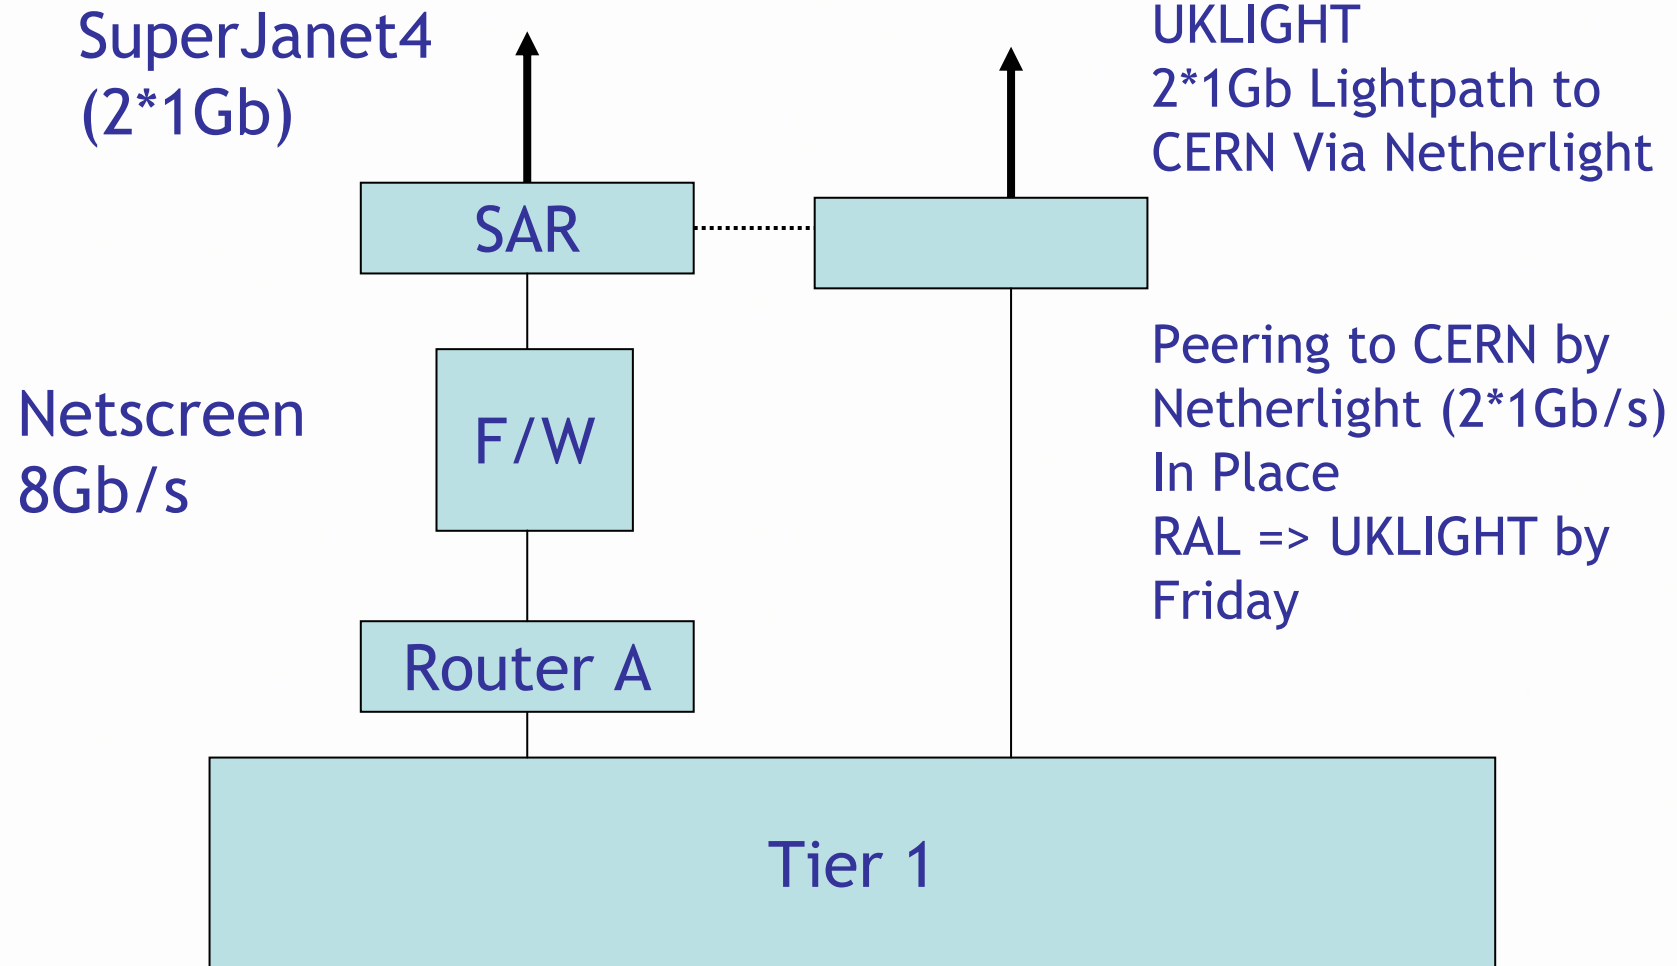 SuperJanet4
(2*1Gb)
UKLIGHT
2*1Gb Lightpath to
CERN Via Netherlight
SAR
Netscreen
8Gb/s
F/W
Peering to CERN by
Netherlight (2*1Gb/s)
In Place
RAL => UKLIGHT by
Friday
Router A
Tier 1